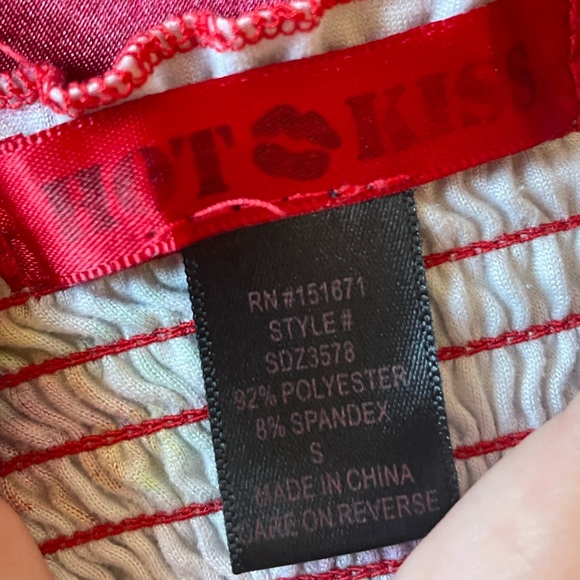 HOT KISS
RN #151671
STYLE #
SDZ3578
92% POLYESTER
8% SPANDEX
S
MADE IN CHINA
CARE ON REVERSE